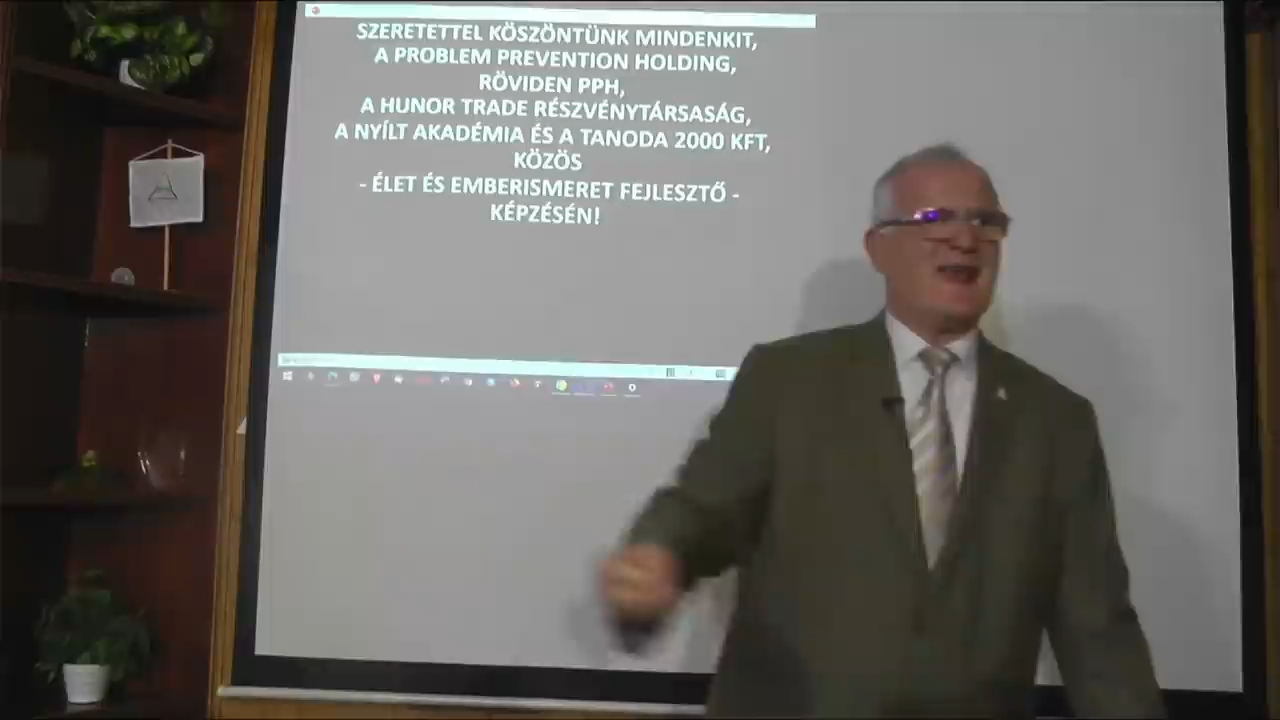 SZERETETTEL KÖSZÖNTÜNK MINDENKIT,
A PROBLEM PREVENTION HOLDING,
RÖVIDEN PPH,
A HUNOR TRADE RÉSZVÉNYTÁRSASÁG,
A NYÍLT AKADÉMIA ÉS A TANODA 2000 KFT,
KÖZÖS
- ÉLET ÉS EMBERISMERET FEJLESZTŐ -
KÉPZÉSÉN!